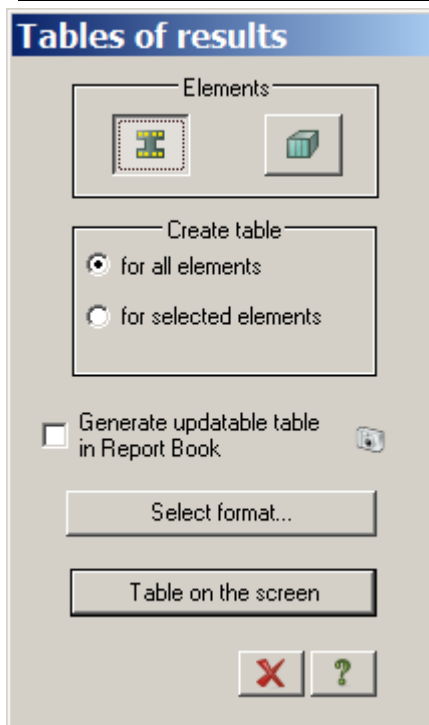 Tables of results
Elements
Create table
for all elements
for selected elements
Generate updatable table
in Report Book
Select format...
Table on the screen
?